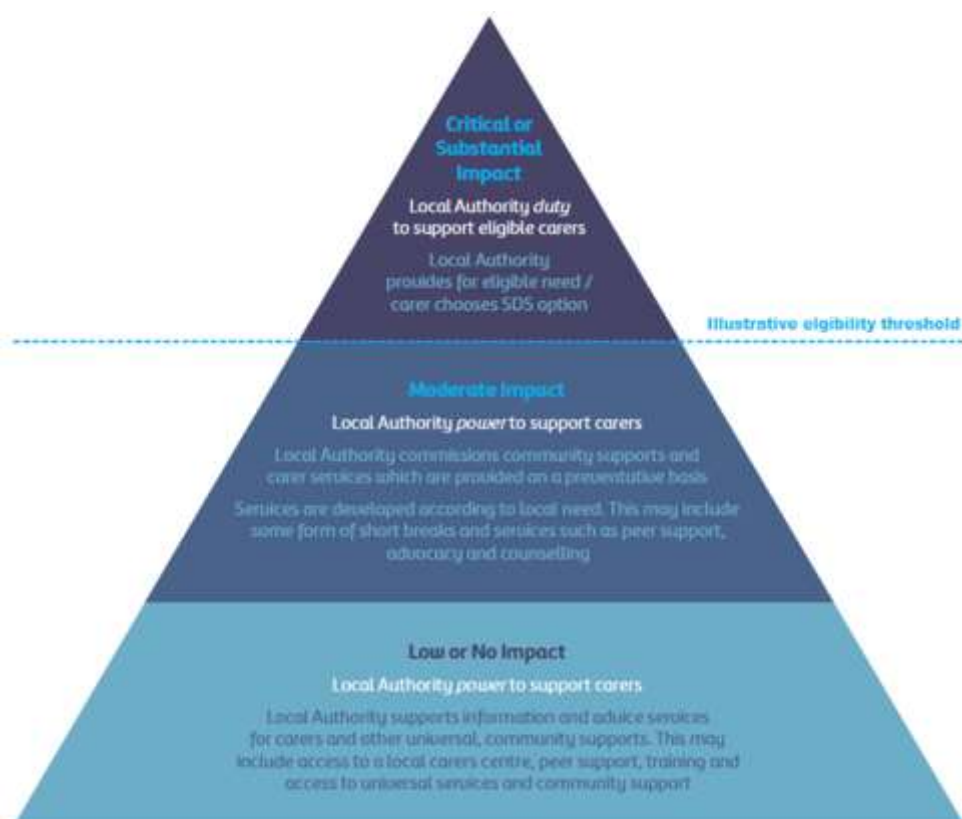 Critical or
Substantial
Impact
Local Authority duty
to support eligible carers
Local Authority
provides for eligible need /
carer chooses SDS option
Illustrative elgibility threshold
Moderate Impact
Local Authority power to support carers
Local Authority commissions community supports and
carer services which are provided on a preventative basis
Services are developed according to local need. This may include
some form of short breaks and services such as peer support,
advocacy and counselling
Low or No Impact
Local Authority power to support carers
Local Authority supports information and advice services
for carers and other universal, community supports. This may
include access to a local carers centre, peer support, training and
access to universal services and community support